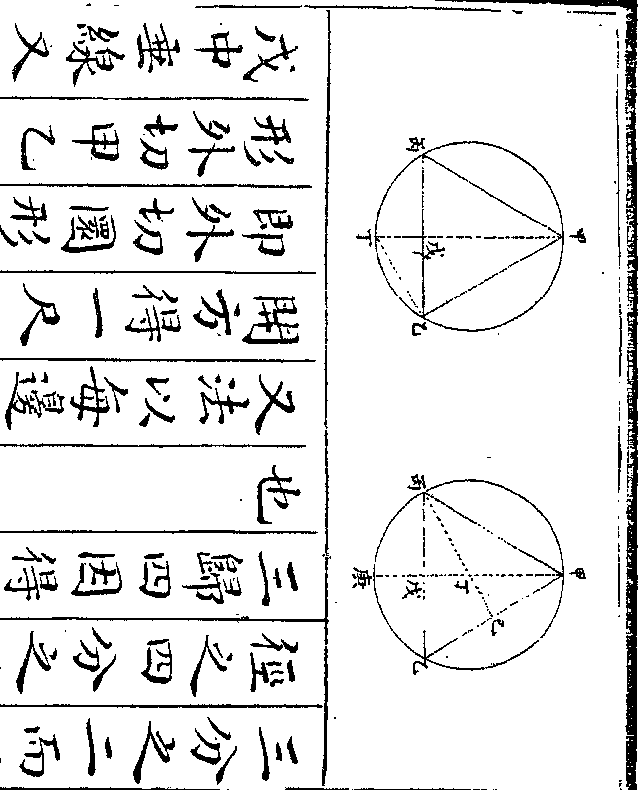 甲
丙
己
丁
戊
乙
庚
甲
丙
戊
乙
丁
三分之二而
徑之四分之
三歸四因得
也
又法以每邊
開方得一尺
即外切圜形
形外切甲乙
戊中垂線又